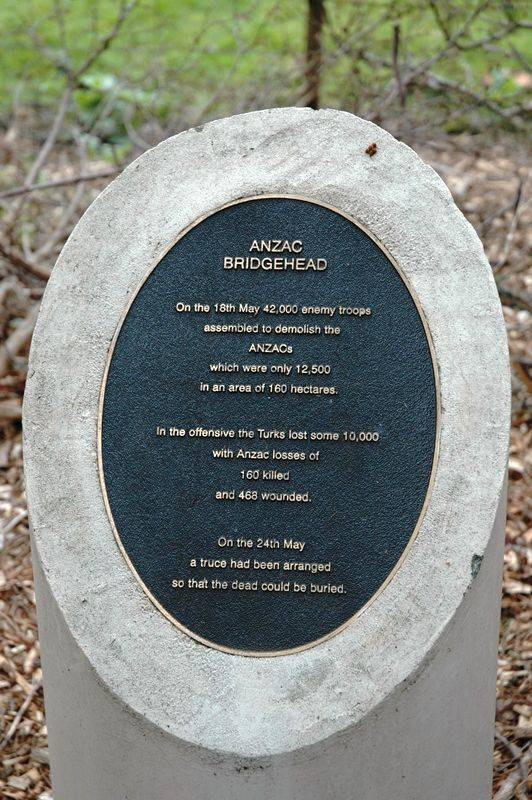 ANZAC
BRIDGEHEAD
On the 18th May 42,000 enemy troops
assembled to demolish the
ANZACs
which were only 12,500
in an area of 160 hectares.
In the offensive the Turks lost some 10,000
with Anzac losses of
160 killed
and 468 wounded.
On the 24th May
a truce had been arranged
so that the dead could be buried.